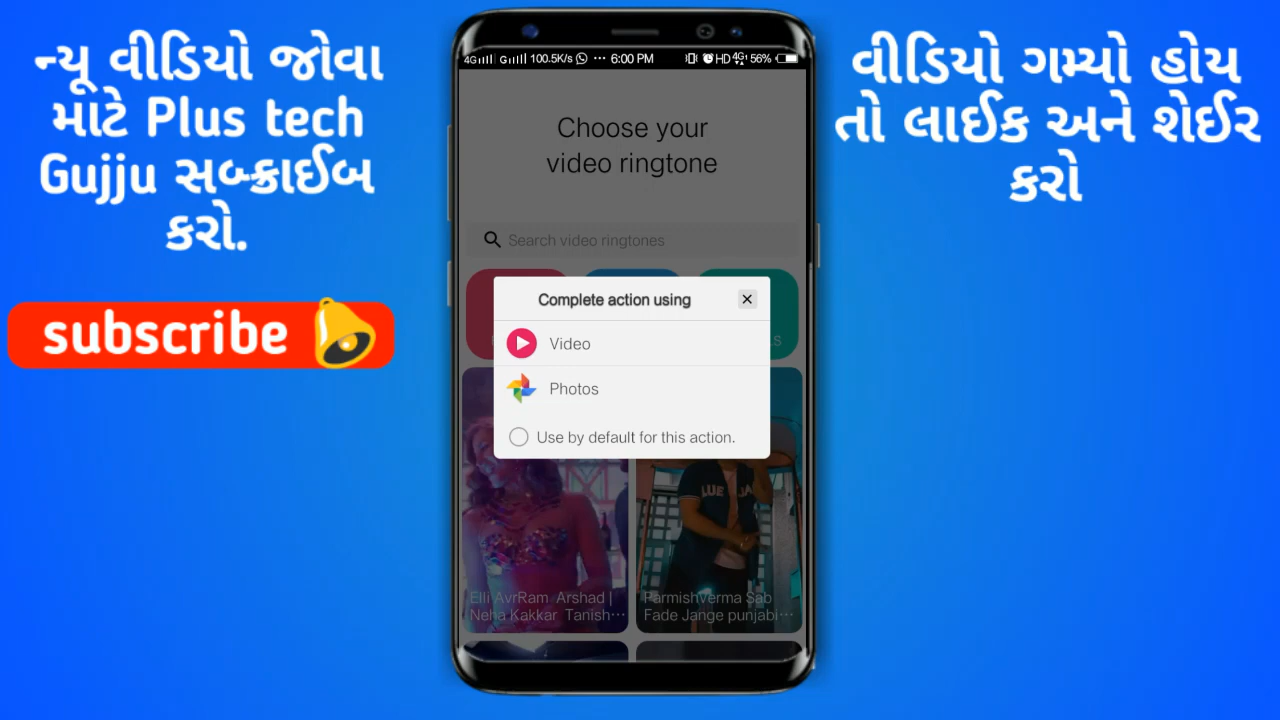 ન્યૂ વીડિયો જોવા
માટે Plus tech
Gujju સબ્સ્ક્રાઈબ
કરો.
subscribe
4G G 100.5K/s ··· 6:00 PM HD 4G 56%
Choose your
video ringtone
Search video ringtones
Complete action using
Video
Photos
Use by default for this action.
LUE
Elli AvrRam Arshad |
Neha Kakkar Tanish···
ParmishVerma Sab
Fade Jange punjabi···
વીડિયો ગમ્યો હોય
તો લાઈક અને શેઈર
કરો